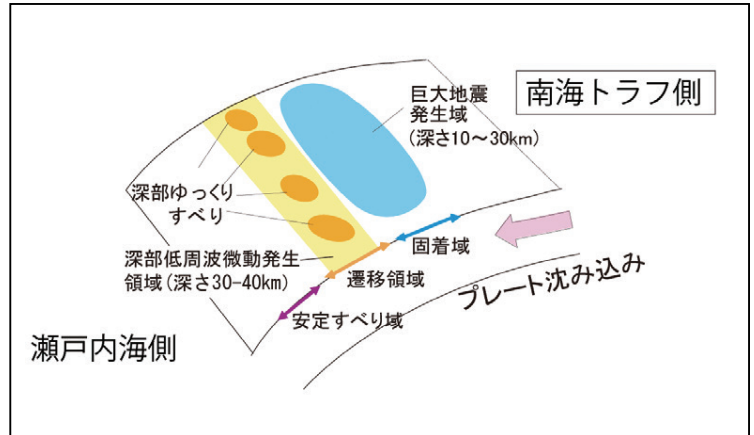 南海トラフ側
巨大地震
発生域
(深さ10～30km)
深部ゆっくり
すべり
固着域
深部低周波微動発生
領域(深さ30-40km)
遷移領域
プレート沈み込み
安定すべり域
瀬戸内海側